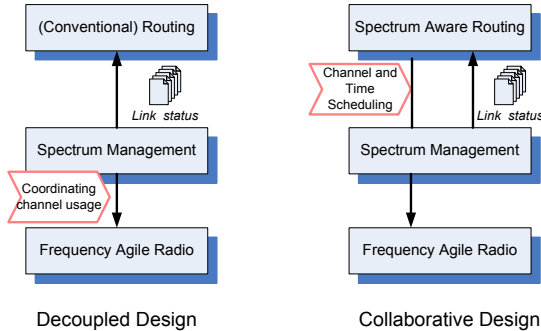 (Conventional) Routing
Link status
Spectrum Management
Coordinating
channel usage
Frequency Agile Radio
Decoupled Design
Spectrum Aware Routing
Channel and
Time
Scheduling
Link status
Spectrum Management
Frequency Agile Radio
Collaborative Design